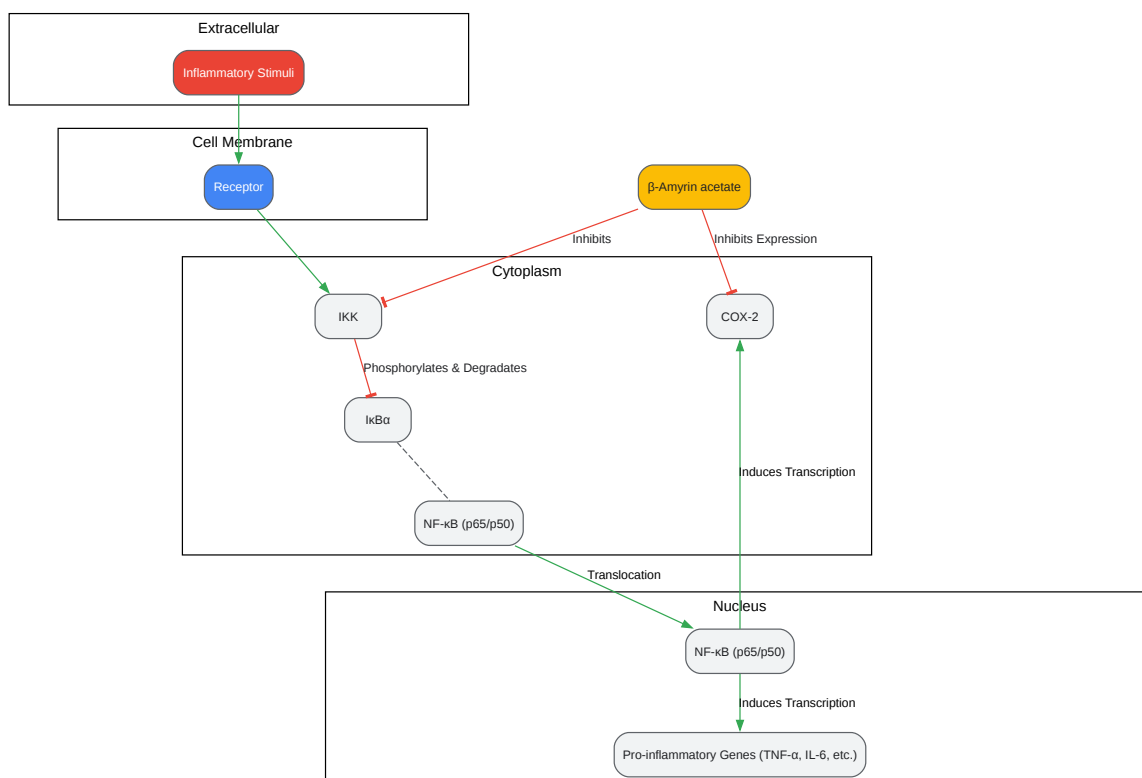 Extracellular
Inflammatory Stimuli
Cell Membrane
Receptor
β-Amyrin acetate
Inhibits
Inhibits Expression
Cytoplasm
IKK
COX-2
Phosphorylates & Degradates
IκBα
Induces Transcription
NF-κB (p65/p50)
Translocation
Nucleus
NF-κB (p65/p50)
Induces Transcription
Pro-inflammatory Genes (TNF-α, IL-6, etc.)